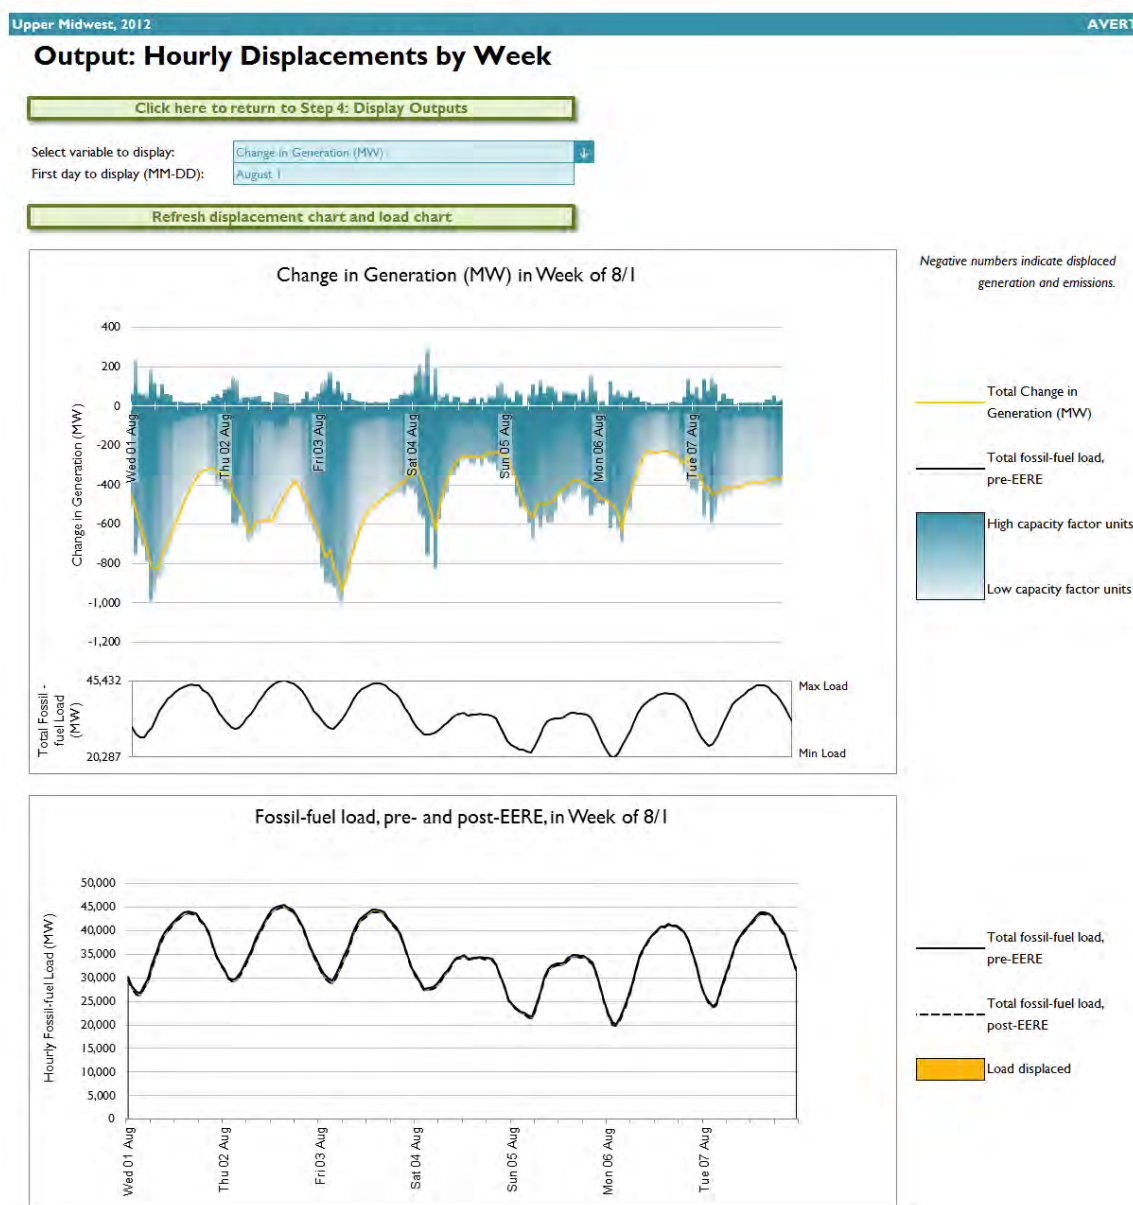 Upper Midwest, 2012
AVERT
Output: Hourly Displacements by Week
Click here to return to Step 4: Display Outputs
Select variable to display:
Change in Generation (MW)
↓
First day to display (MM-DD):
August 1
Refresh displacement chart and load chart
Negative numbers indicate displaced
generation and emissions.
Change in Generation (MW) in Week of 8/1
400
200
0
-200
-400
-600
-800
-1,000
-1,200
Change in Generation (MW)
Wed 01 Aug
Thu 02 Aug
Fri 03 Aug
Sat 04 Aug
Sun 05 Aug
Mon 06 Aug
Tue 07 Aug
Total Change in
Generation (MW)
Total fossil-fuel load,
pre-EERE
High capacity factor units
Low capacity factor units
Total Fossil -
fuel Load
(MW)
45,432
20,287
Max Load
Min Load
Fossil-fuel load, pre- and post-EERE, in Week of 8/1
50,000
45,000
40,000
35,000
30,000
25,000
20,000
15,000
10,000
5,000
0
Hourly Fossil-fuel Load (MW)
Wed 01 Aug
Thu 02 Aug
Fri 03 Aug
Sat 04 Aug
Sun 05 Aug
Mon 06 Aug
Tue 07 Aug
Total fossil-fuel load,
pre-EERE
Total fossil-fuel load,
post-EERE
Load displaced